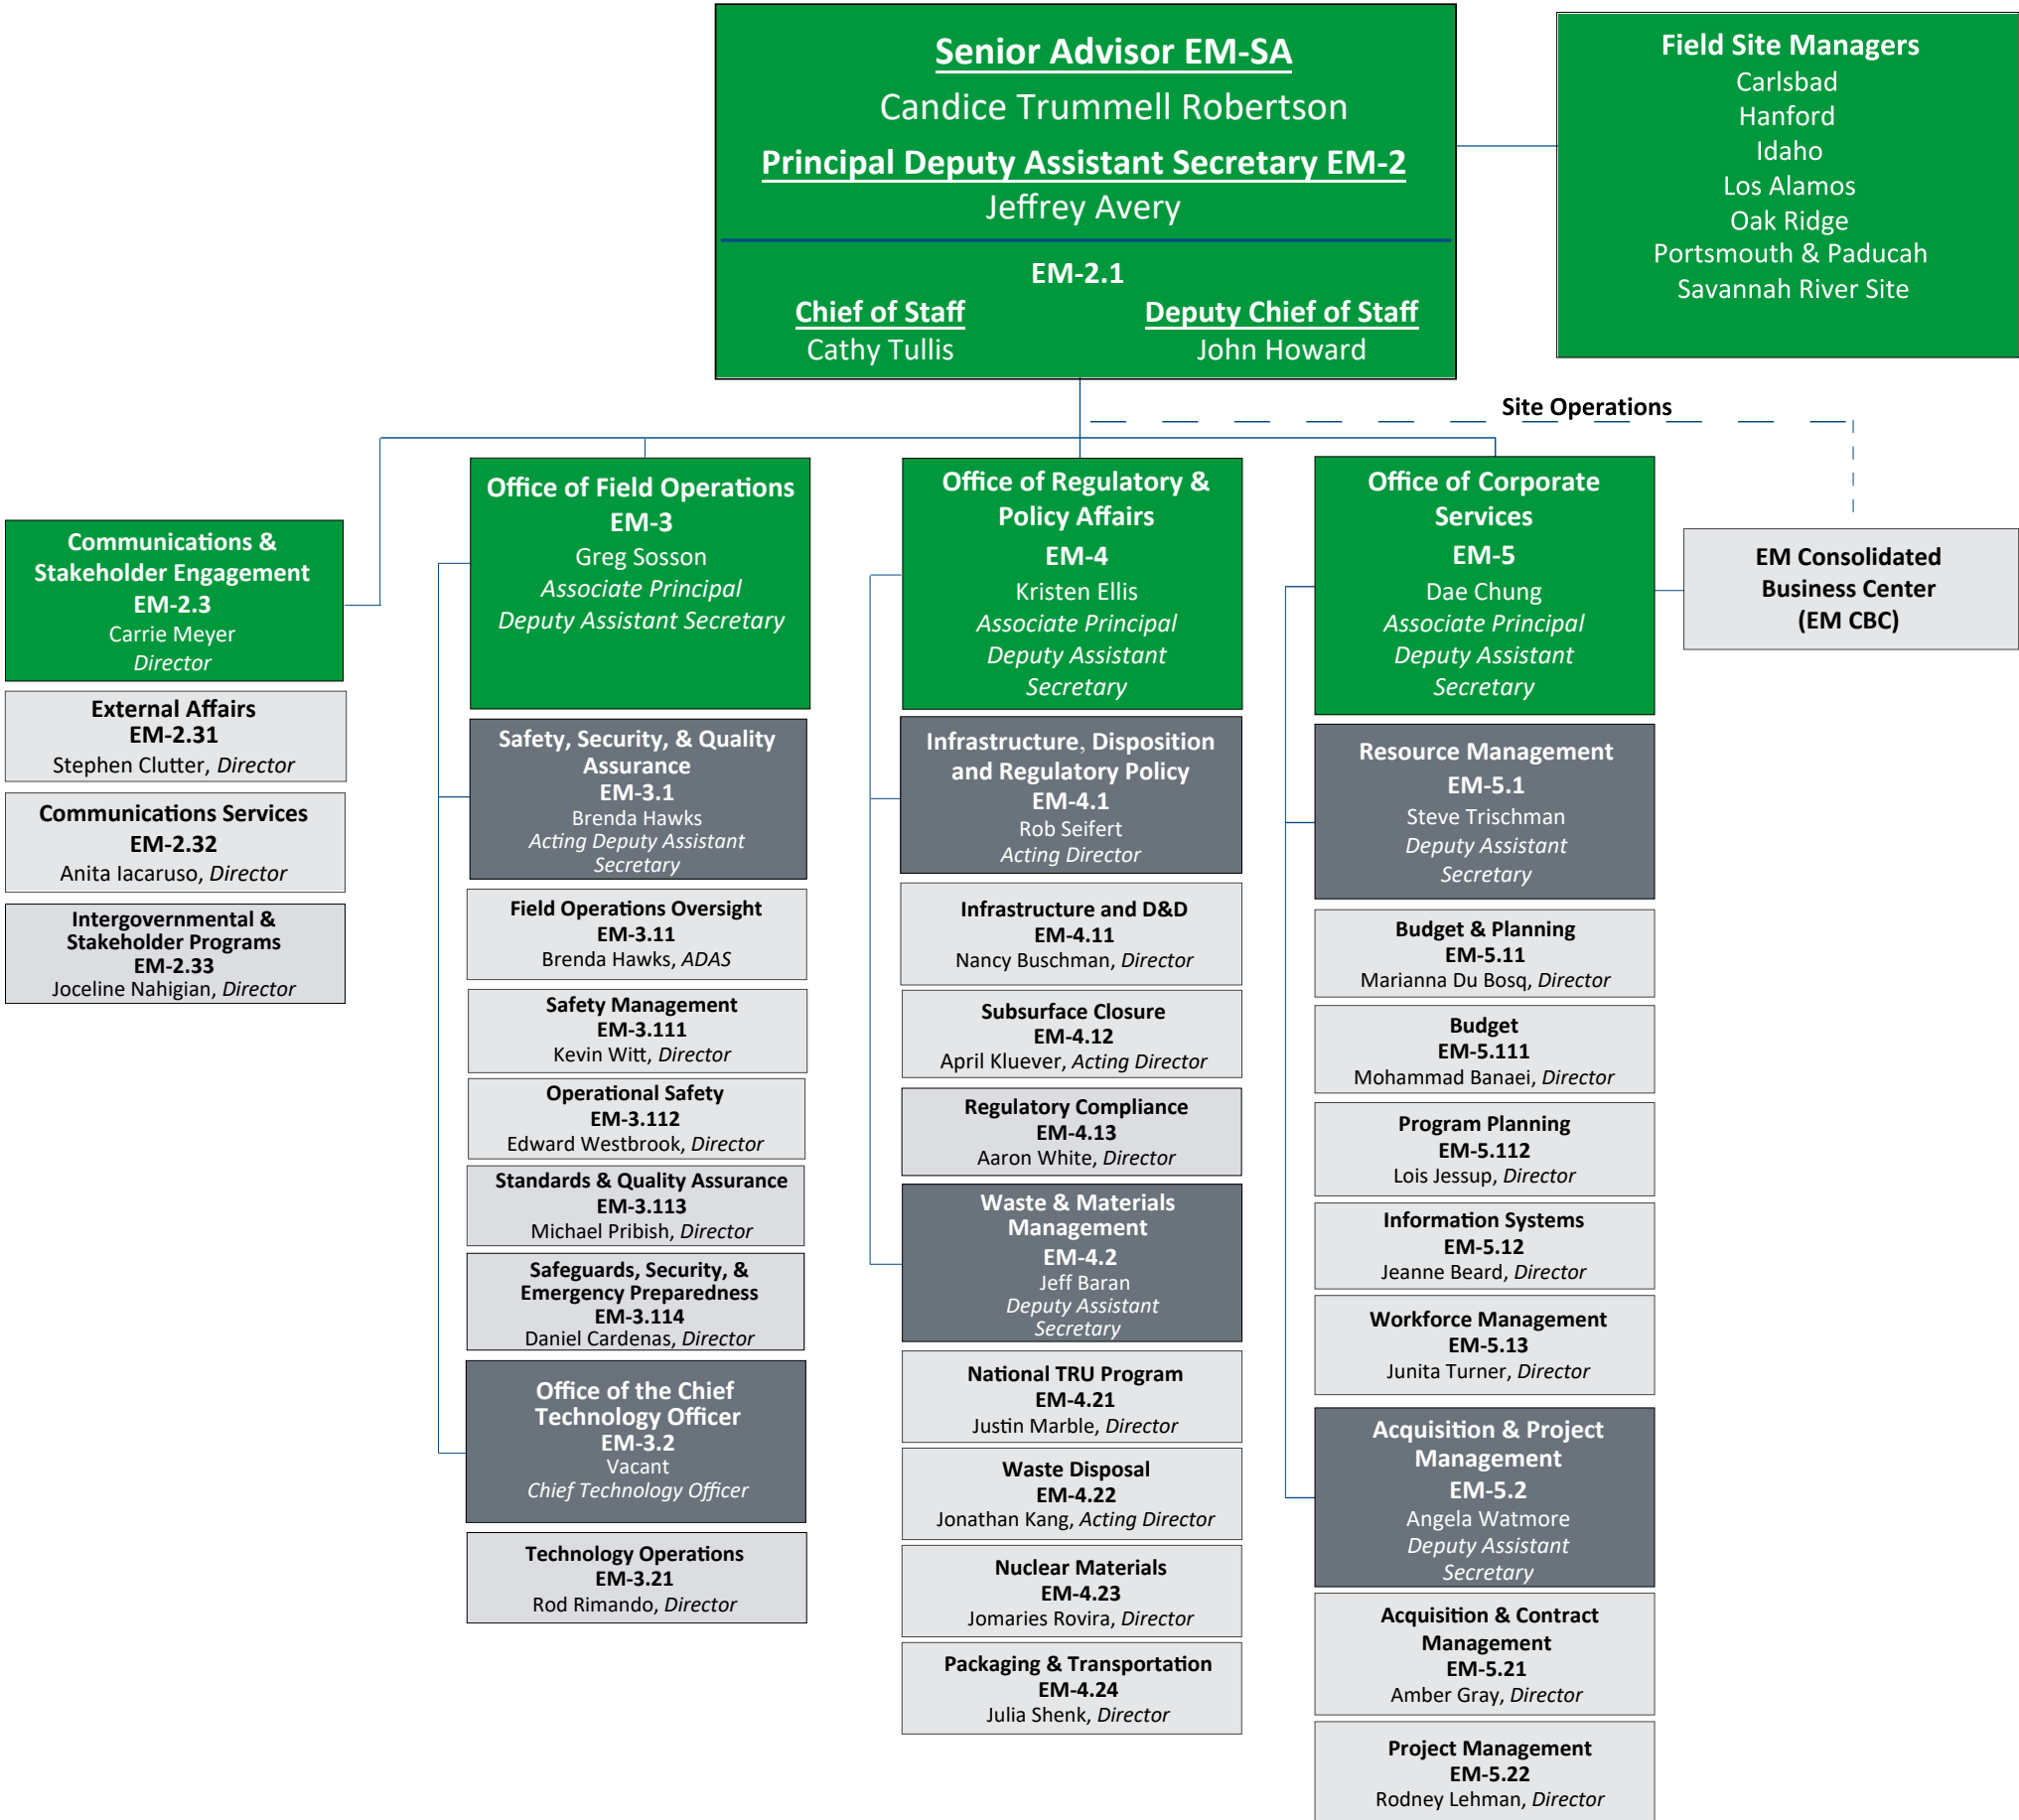 Senior Advisor EM-SA
Candice Trummell Robertson
Principal Deputy Assistant Secretary EM-2
Jeffrey Avery
EM-2.1
Chief of Staff
Cathy Tullis
Deputy Chief of Staff
John Howard
Field Site Managers
Carlsbad
Hanford
Idaho
Los Alamos
Oak Ridge
Portsmouth & Paducah
Savannah River Site
Site Operations
Communications &
Stakeholder Engagement
EM-2.3
Carrie Meyer
Director
External Affairs
EM-2.31
Stephen Clutter, Director
Communications Services
EM-2.32
Anita Iacaruso, Director
Intergovernmental &
Stakeholder Programs
EM-2.33
Joceline Nahigian, Director
Office of Field Operations
EM-3
Greg Sosson
Associate Principal
Deputy Assistant Secretary
Safety, Security, & Quality
Assurance
EM-3.1
Brenda Hawks
Acting Deputy Assistant
Secretary
Field Operations Oversight
EM-3.11
Brenda Hawks, ADAS
Safety Management
EM-3.111
Kevin Witt, Director
Operational Safety
EM-3.112
Edward Westbrook, Director
Standards & Quality Assurance
EM-3.113
Michael Pribish, Director
Safeguards, Security, &
Emergency Preparedness
EM-3.114
Daniel Cardenas, Director
Office of the Chief
Technology Officer
EM-3.2
Vacant
Chief Technology Officer
Technology Operations
EM-3.21
Rod Rimando, Director
Office of Regulatory &
Policy Affairs
EM-4
Kristen Ellis
Associate Principal
Deputy Assistant
Secretary
Infrastructure, Disposition
and Regulatory Policy
EM-4.1
Rob Seifert
Acting Director
Infrastructure and D&D
EM-4.11
Nancy Buschman, Director
Subsurface Closure
EM-4.12
April Kluever, Acting Director
Regulatory Compliance
EM-4.13
Aaron White, Director
Waste & Materials
Management
EM-4.2
Jeff Baran
Deputy Assistant
Secretary
National TRU Program
EM-4.21
Justin Marble, Director
Waste Disposal
EM-4.22
Jonathan Kang, Acting Director
Nuclear Materials
EM-4.23
Jomaries Rovira, Director
Packaging & Transportation
EM-4.24
Julia Shenk, Director
Office of Corporate
Services
EM-5
Dae Chung
Associate Principal
Deputy Assistant
Secretary
Resource Management
EM-5.1
Steve Trischman
Deputy Assistant
Secretary
Budget & Planning
EM-5.11
Marianna Du Bosq, Director
Budget
EM-5.111
Mohammad Banaei, Director
Program Planning
EM-5.112
Lois Jessup, Director
Information Systems
EM-5.12
Jeanne Beard, Director
Workforce Management
EM-5.13
Junita Turner, Director
Acquisition & Project
Management
EM-5.2
Angela Watmore
Deputy Assistant
Secretary
Acquisition & Contract
Management
EM-5.21
Amber Gray, Director
Project Management
EM-5.22
Rodney Lehman, Director
EM Consolidated
Business Center
(EM CBC)